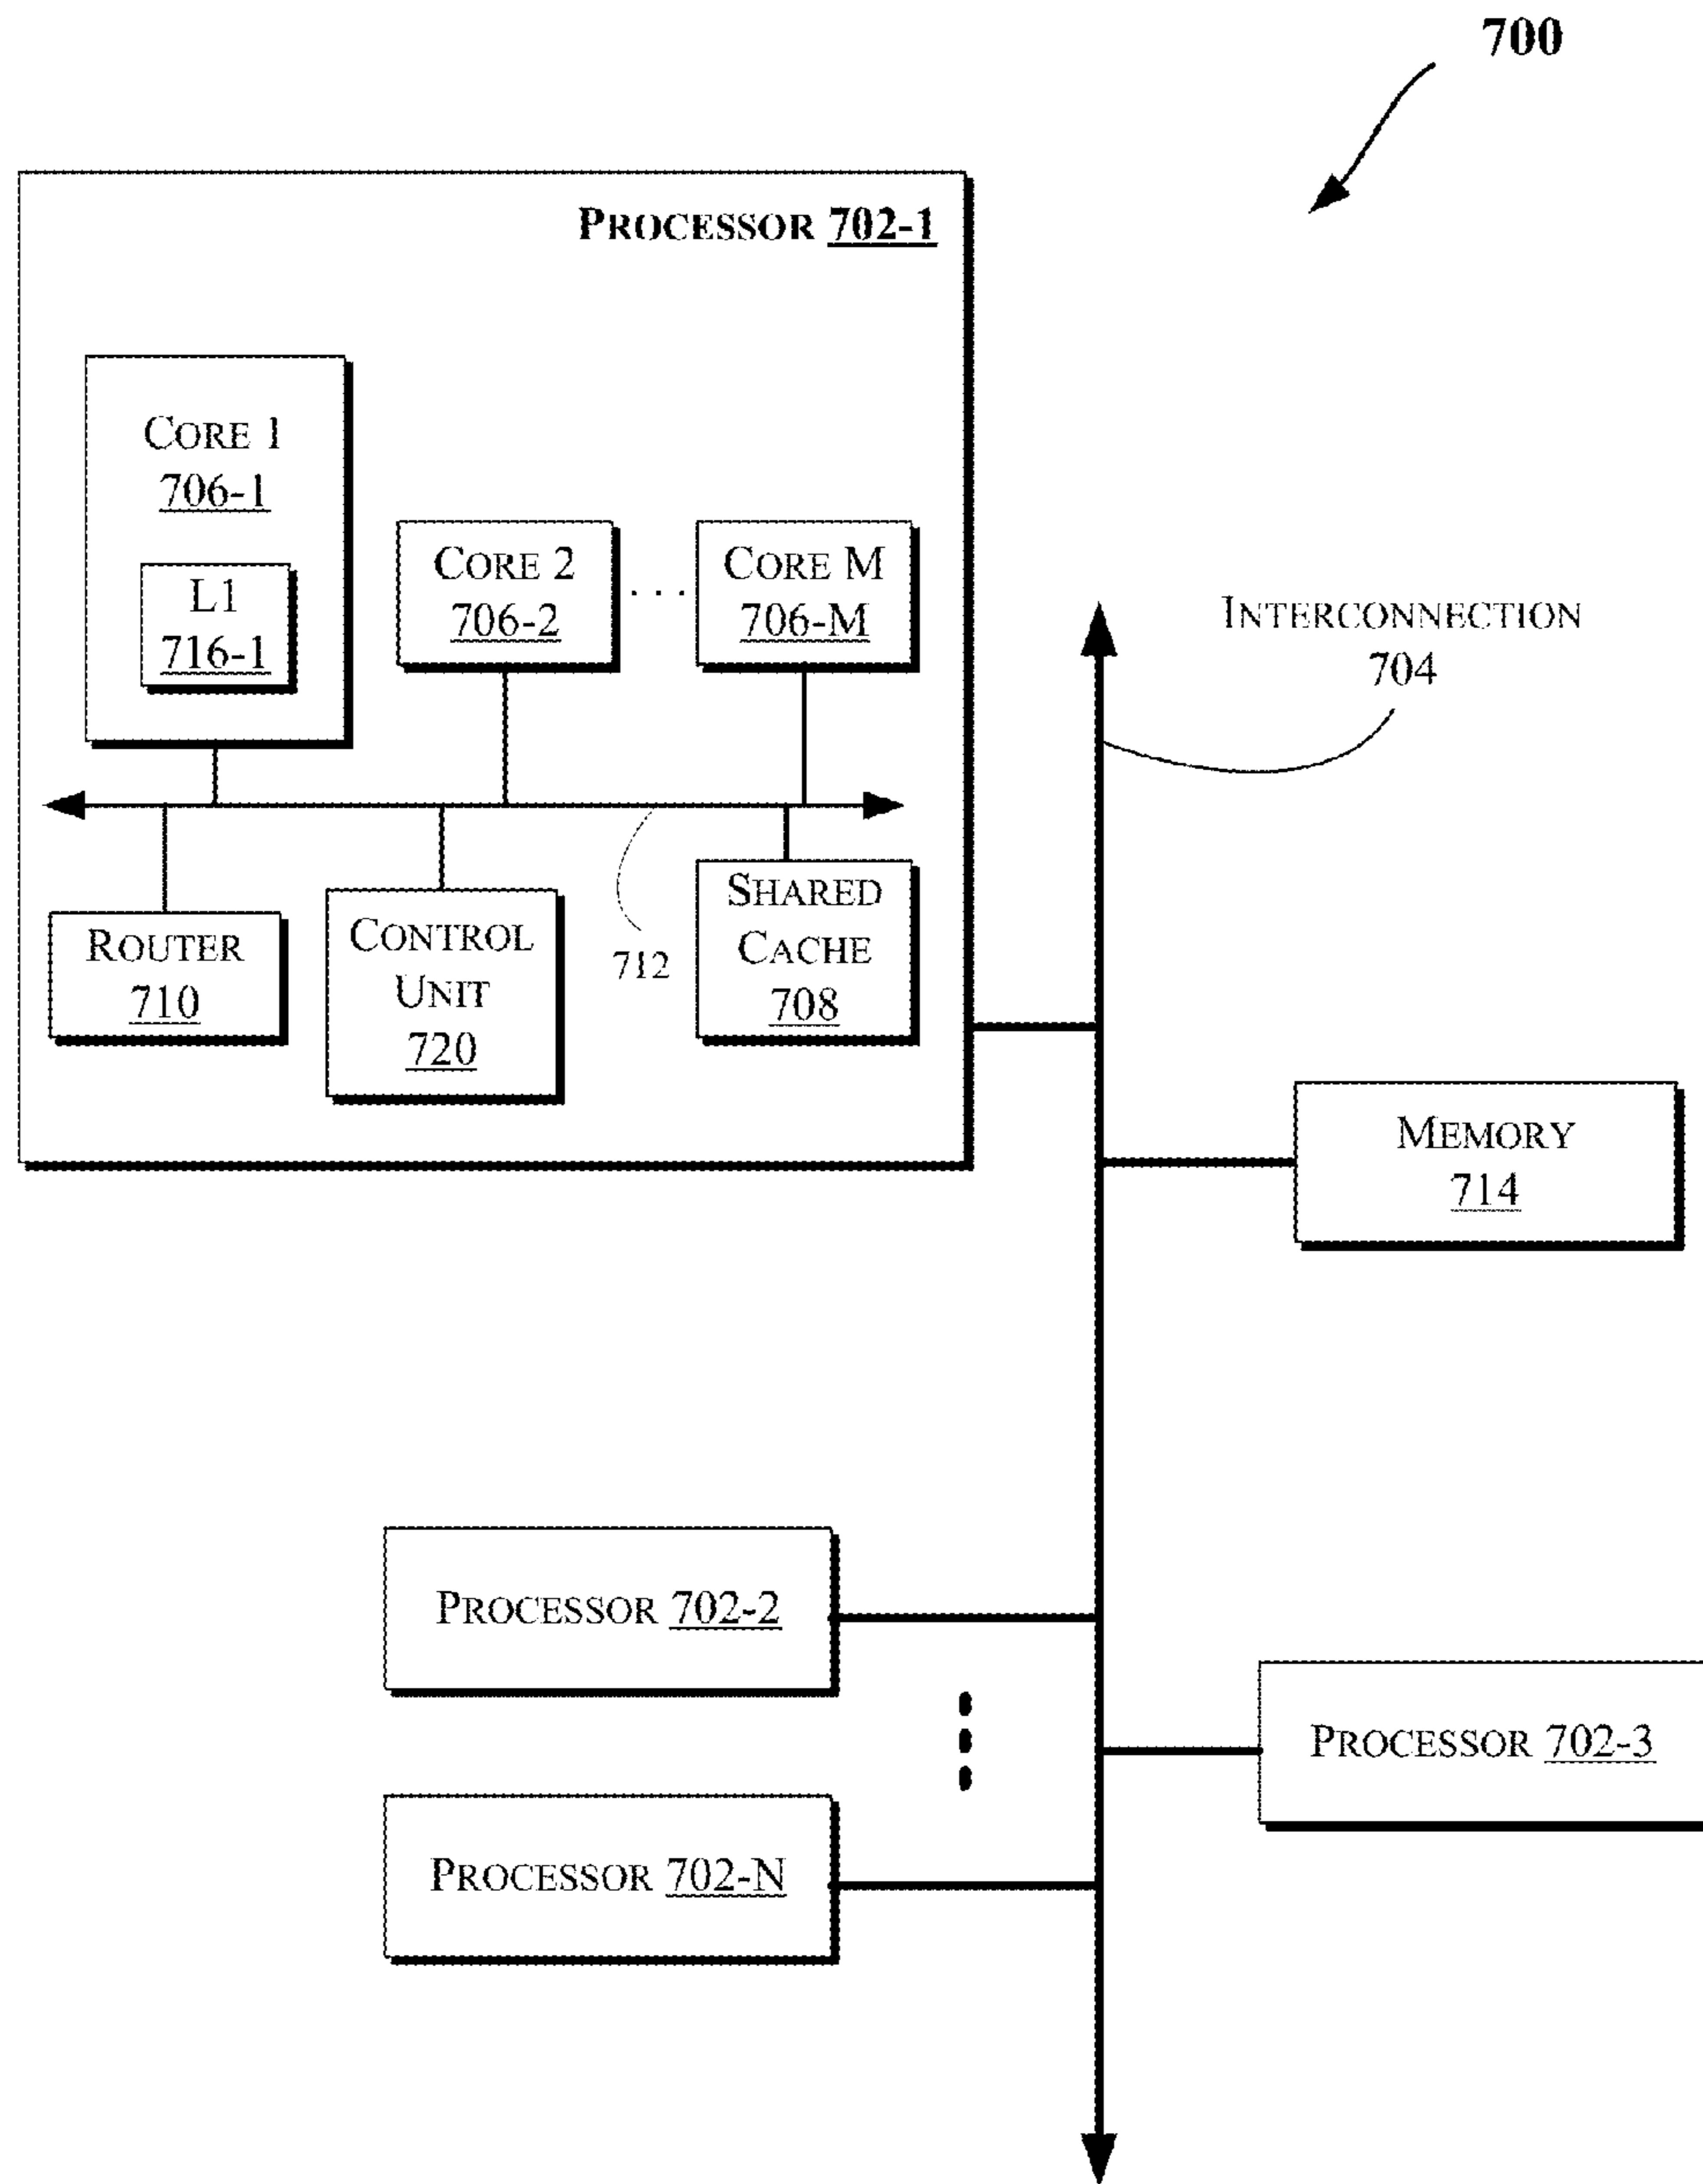 700
PROCESSOR 702-1
CORE 1
706-1
L1
716-1
CORE 2
706-2
. . .
CORE M
706-M
INTERCONNECTION
704
ROUTER
710
CONTROL
UNIT
720
712
SHARED
CACHE
708
MEMORY
714
PROCESSOR 702-2
PROCESSOR 702-3
PROCESSOR 702-N